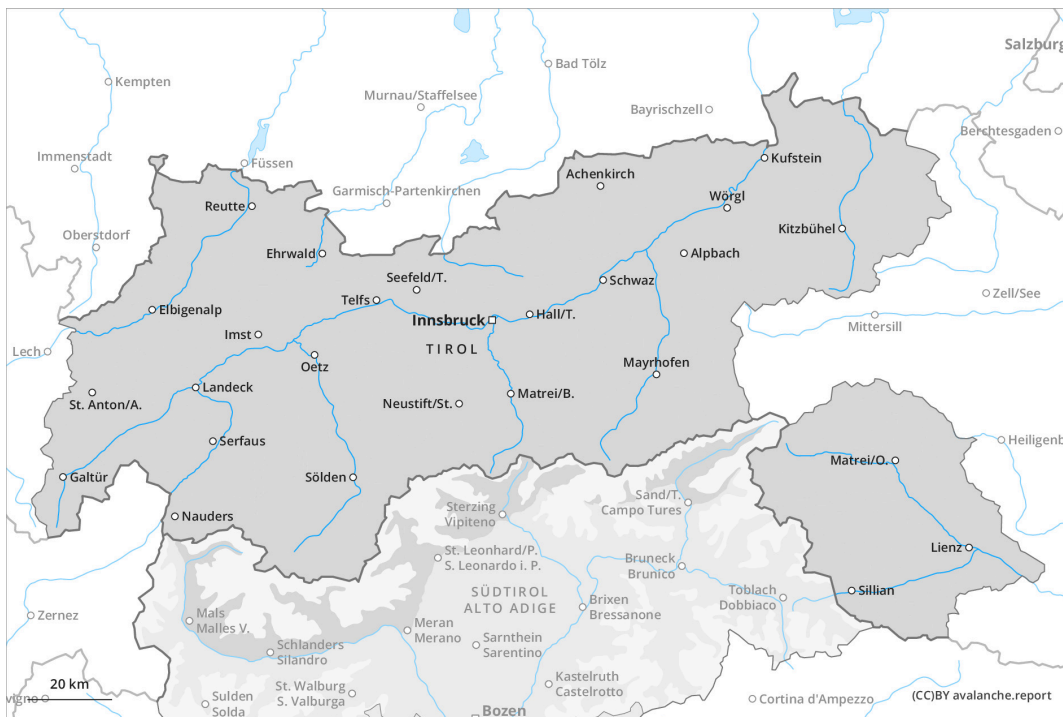 Salzburg
Kempten
Bad Tölz
Murnau/Staffelsee
Bayrischzell
Berchtesgaden
Immenstadt
Füssen
Kufstein
Achenkirch
Garmisch-Partenkirchen
Reutte
Wörgl
Oberstdorf
Kitzbühel
Ehrwald
Alpbach
Seefeld/T.
Schwaz
Zell/See
Telfs
Elbigenalp
Innsbruck
Hall/T.
Mittersill
Imst
TIROL
Lech
Oetz
Mayrhofen
Landeck
St. Anton/A.
Neustift/St.
Matrei/B.
Serfaus
Heiligenb
Matrei/O.
Galtür
Sölden
Sand/T.
Campo Tures
Sterzing
Vipiteno
Nauders
Lienz
St. Leonhard/P.
S. Leonardo i. P.
Bruneck
Brunico
SÜDTIROL
ALTO ADIGE
Toblach
Dobbiaco
Sillian
Brixen
Bressanone
Zernez
Mals
Malles V.
Meran
Merano
Sarnthein
Sarentino
Schlanders
Silandro
Kastelruth
Castelrotto
20 km
St. Walburg
S. Valburga
vigno
Sulden
Solda
Cortina d'Ampezzo
(CC)BY avalanche.report
Bozen